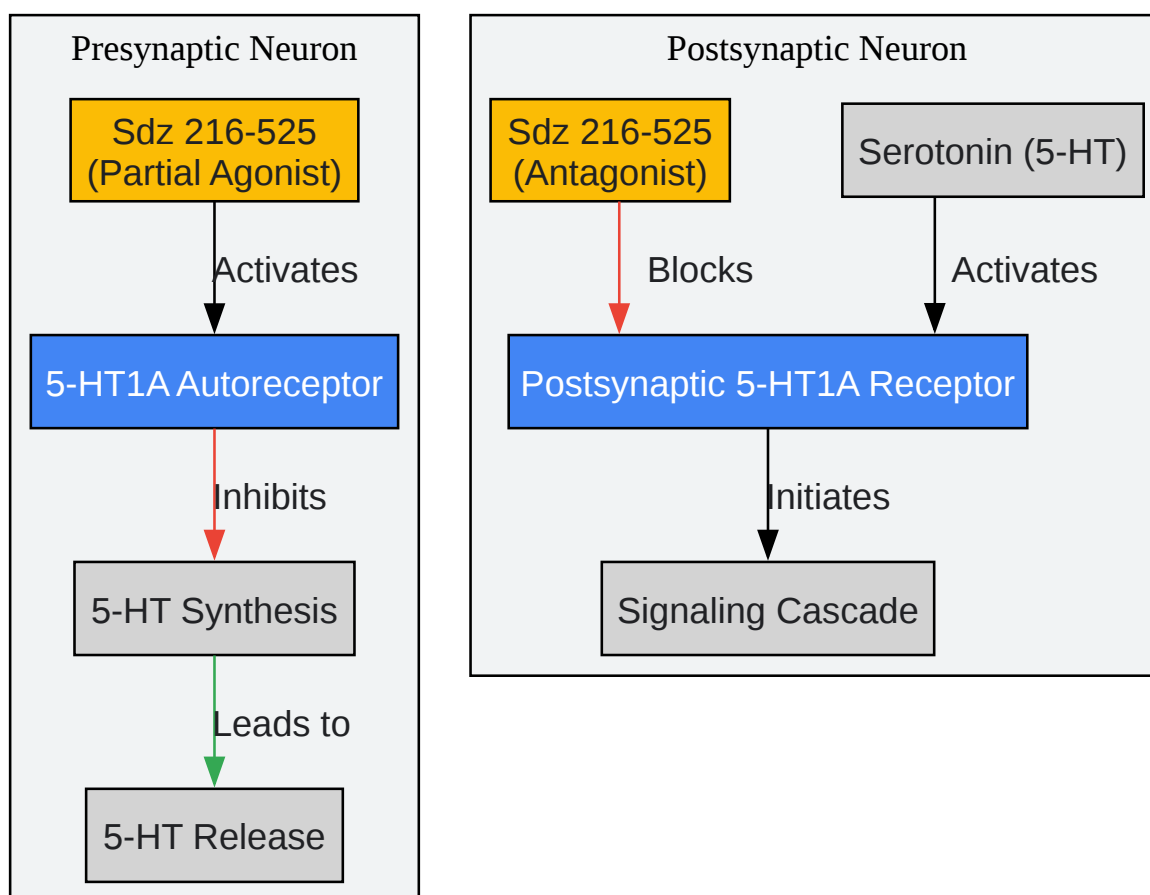 Presynaptic Neuron
Sdz 216-525
(Partial Agonist)
Activates
5-HT1A Autoreceptor
Inhibits
5-HT Synthesis
Leads to
5-HT Release
Postsynaptic Neuron
Sdz 216-525
(Antagonist)
Serotonin (5-HT)
Blocks
Activates
Postsynaptic 5-HT1A Receptor
Initiates
Signaling Cascade